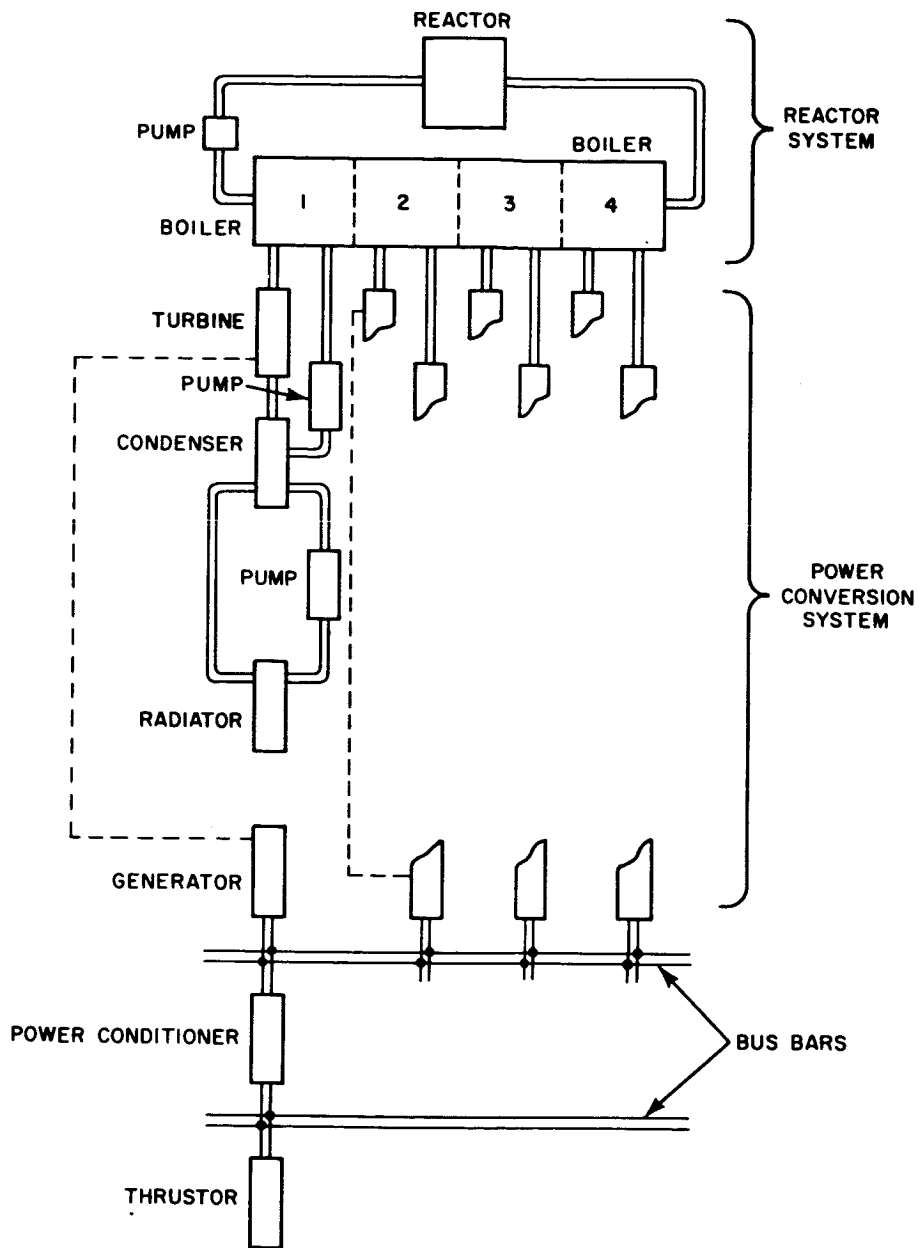 REACTOR
PUMP
BOILER
REACTOR
SYSTEM
1
2
3
4
BOILER
TURBINE
PUMP
CONDENSER
PUMP
POWER
CONVERSION
SYSTEM
RADIATOR
GENERATOR
POWER CONDITIONER
BUS BARS
THRUSTOR